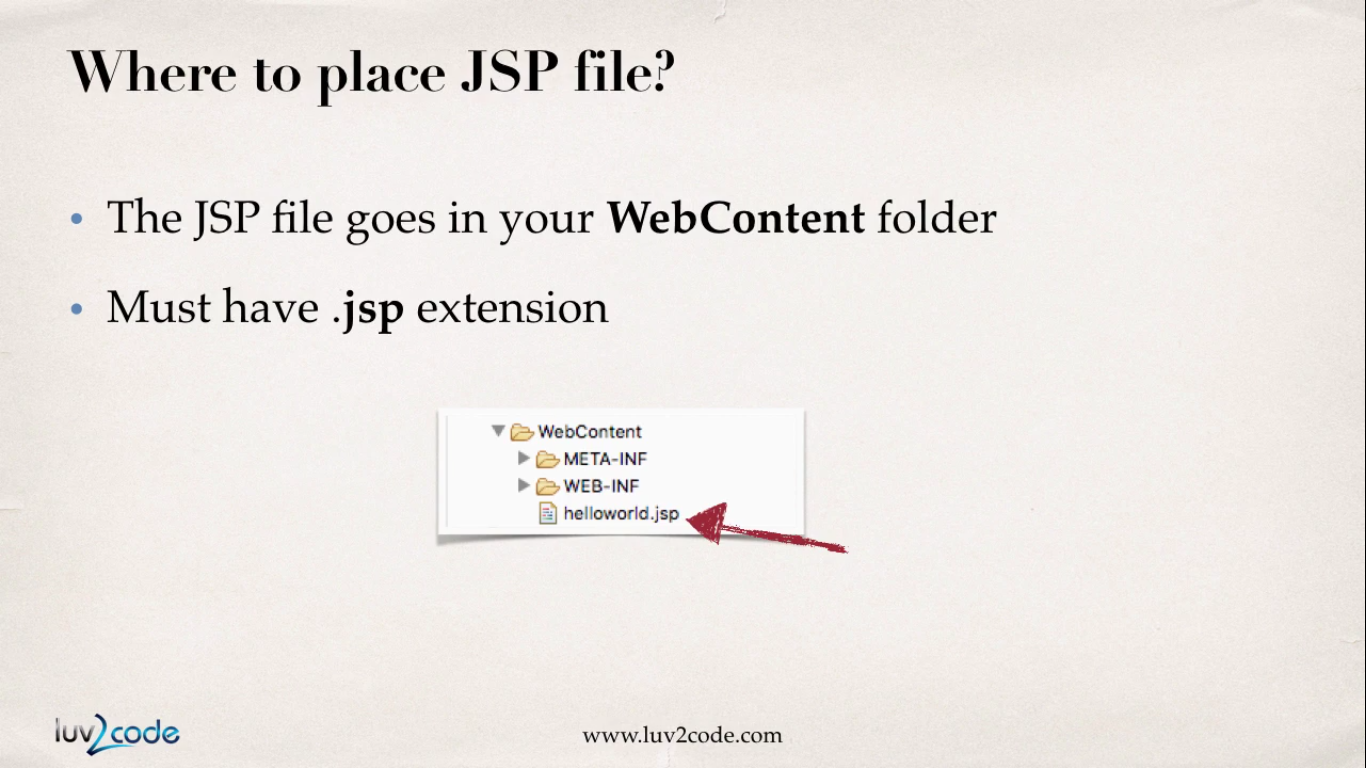 Where to place JSP file?
• The JSP file goes in your WebContent folder
• Must have .jsp extension
WebContent
META-INF
WEB-INF
helloworld.jsp
luv2code
www.luv2code.com